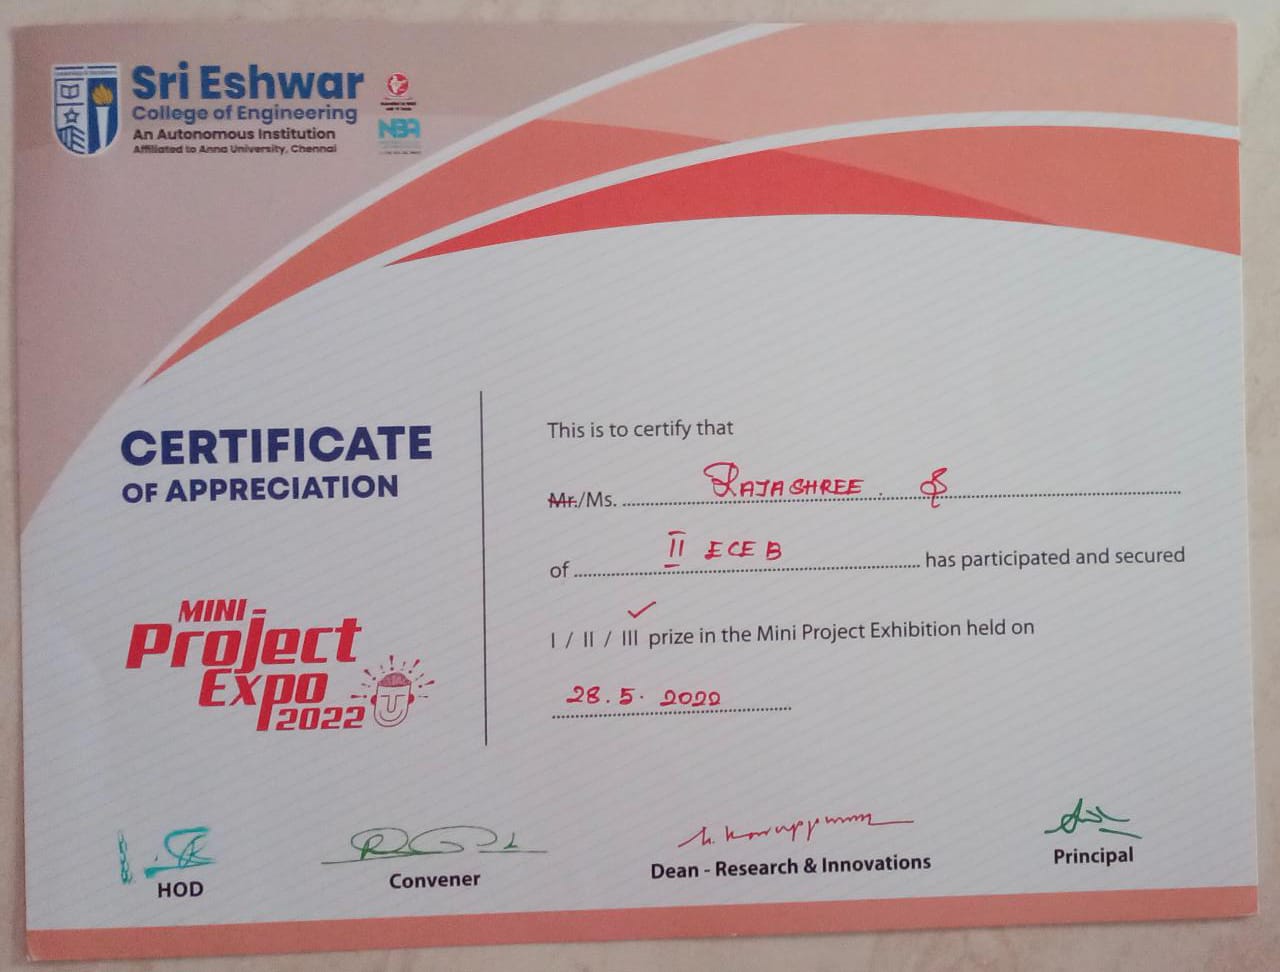 Sri Eshwar
College of Engineering
An Autonomous Institution
Affiliated to Anna University, Chennai
NBA
CERTIFICATE
OF APPRECIATION
MINI
Project
Expo
2022
This is to certify that
Mr./Ms. RAJASHREE .
of II ECE B has participated and secured
I / II / III prize in the Mini Project Exhibition held on
28.5.2022
HOD
Convener
Dean - Research & Innovations
Principal